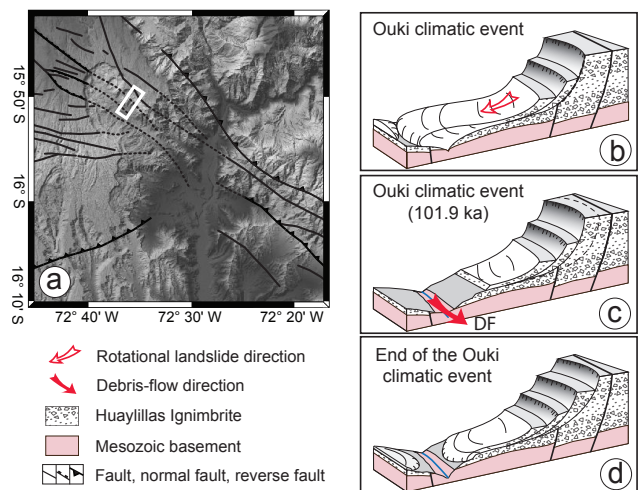 15° 50' S
16° S
16° 10' S
72° 40' W
72° 30' W
72° 20' W
a
Rotational landslide direction
Debris-flow direction
Huaylillas Ignimbrite
Mesozoic basement
Fault, normal fault, reverse fault
Ouki climatic event
b
Ouki climatic event
(101.9 ka)
DF
c
End of the Ouki
climatic event
d